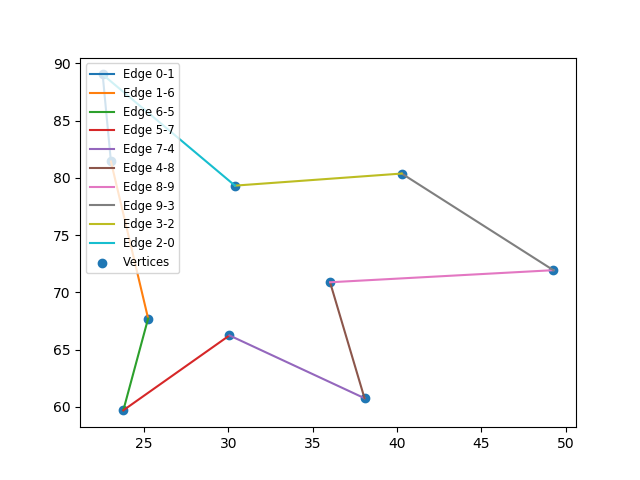 90
85
80
75
70
65
60
Edge 0-1
Edge 1-6
Edge 6-5
Edge 5-7
Edge 7-4
Edge 4-8
Edge 8-9
Edge 9-3
Edge 3-2
Edge 2-0
Vertices
25 30 35 40 45 50